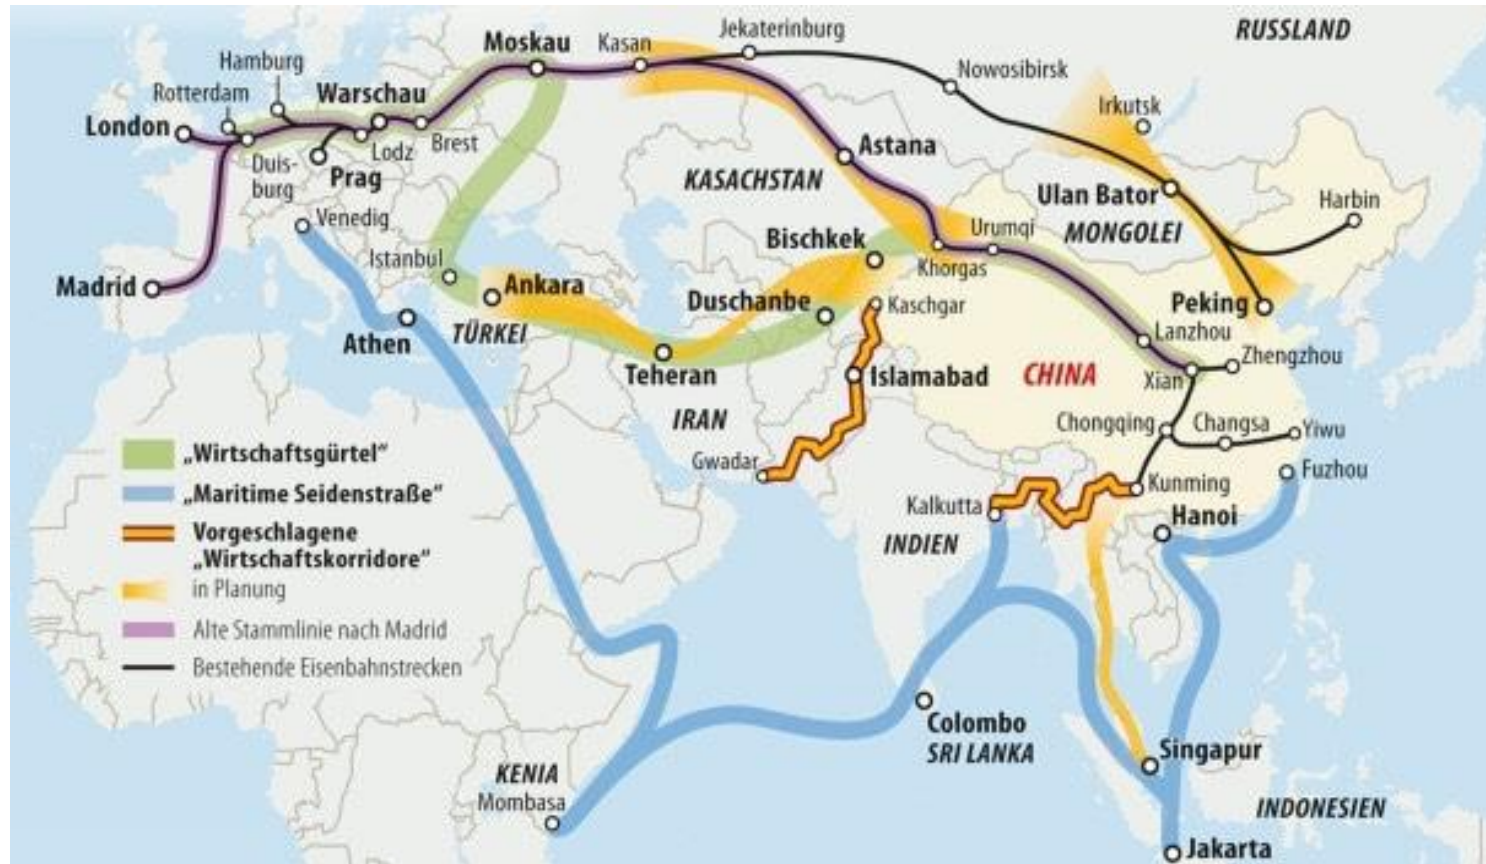 RUSSLAND
Jekaterinburg
Moskau
Kasan
Hamburg
Nowosibirsk
Rotterdam
Warschau
Irkutsk
London
Brest
Lodz
Astana
Duis-
burg
Prag
KASACHSTAN
Ulan Bator
Harbin
Venedig
Urumqi
MONGOLEI
Bischkek
Istanbul
Khorgas
Madrid
Ankara
Duschanbe
Kaschgar
Peking
TÜRKEI
Athen
Lanzhou
Teheran
Islamabad
CHINA
Xian
Zhengzhou
IRAN
Chongqing
Changsa
Yiwu
„Wirtschaftsgürtel“
Gwadar
Fuzhou
„Maritime Seidenstraße“
Kunming
Kalkutta
Hanoi
Vorgeschlagene
„Wirtschaftskorridore“
INDIEN
in Planung
Alte Stammlinie nach Madrid
Bestehende Eisenbahnstrecken
Colombo
SRI LANKA
Singapur
KENIA
Mombasa
INDONESIEN
Jakarta